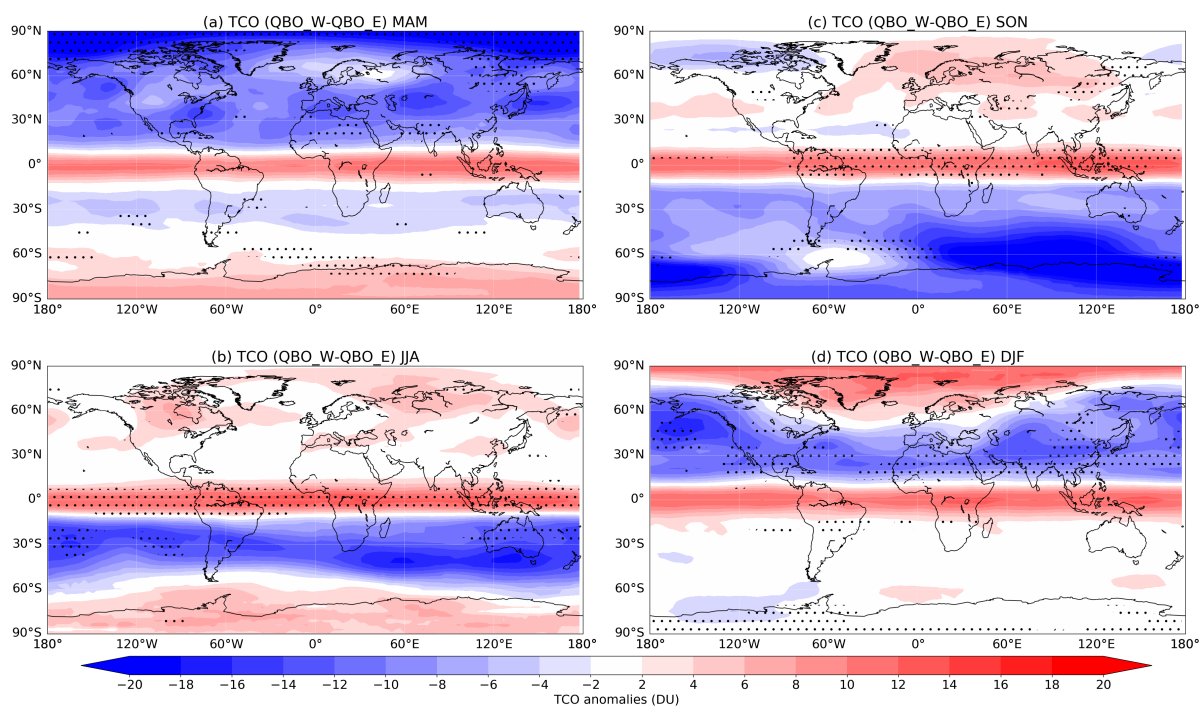 (a) TCO (QBO_W-QBO_E) MAM
90°N
60°N
30°N
0°
30°S
60°S
90°S
180° 120°W 60°W 0° 60°E 120°E 180°
(c) TCO (QBO_W-QBO_E) SON
90°N
60°N
30°N
0°
30°S
60°S
90°S
180° 120°W 60°W 0° 60°E 120°E 180°
(b) TCO (QBO_W-QBO_E) JJA
90°N
60°N
30°N
0°
30°S
60°S
90°S
180° 120°W 60°W 0° 60°E 120°E 180°
(d) TCO (QBO_W-QBO_E) DJF
90°N
60°N
30°N
0°
30°S
60°S
90°S
180° 120°W 60°W 0° 60°E 120°E 180°
−20 −18 −16 −14 −12 −10 −8 −6 −4 −2 2 4 6 8 10 12 14 16 18 20
TCO anomalies (DU)